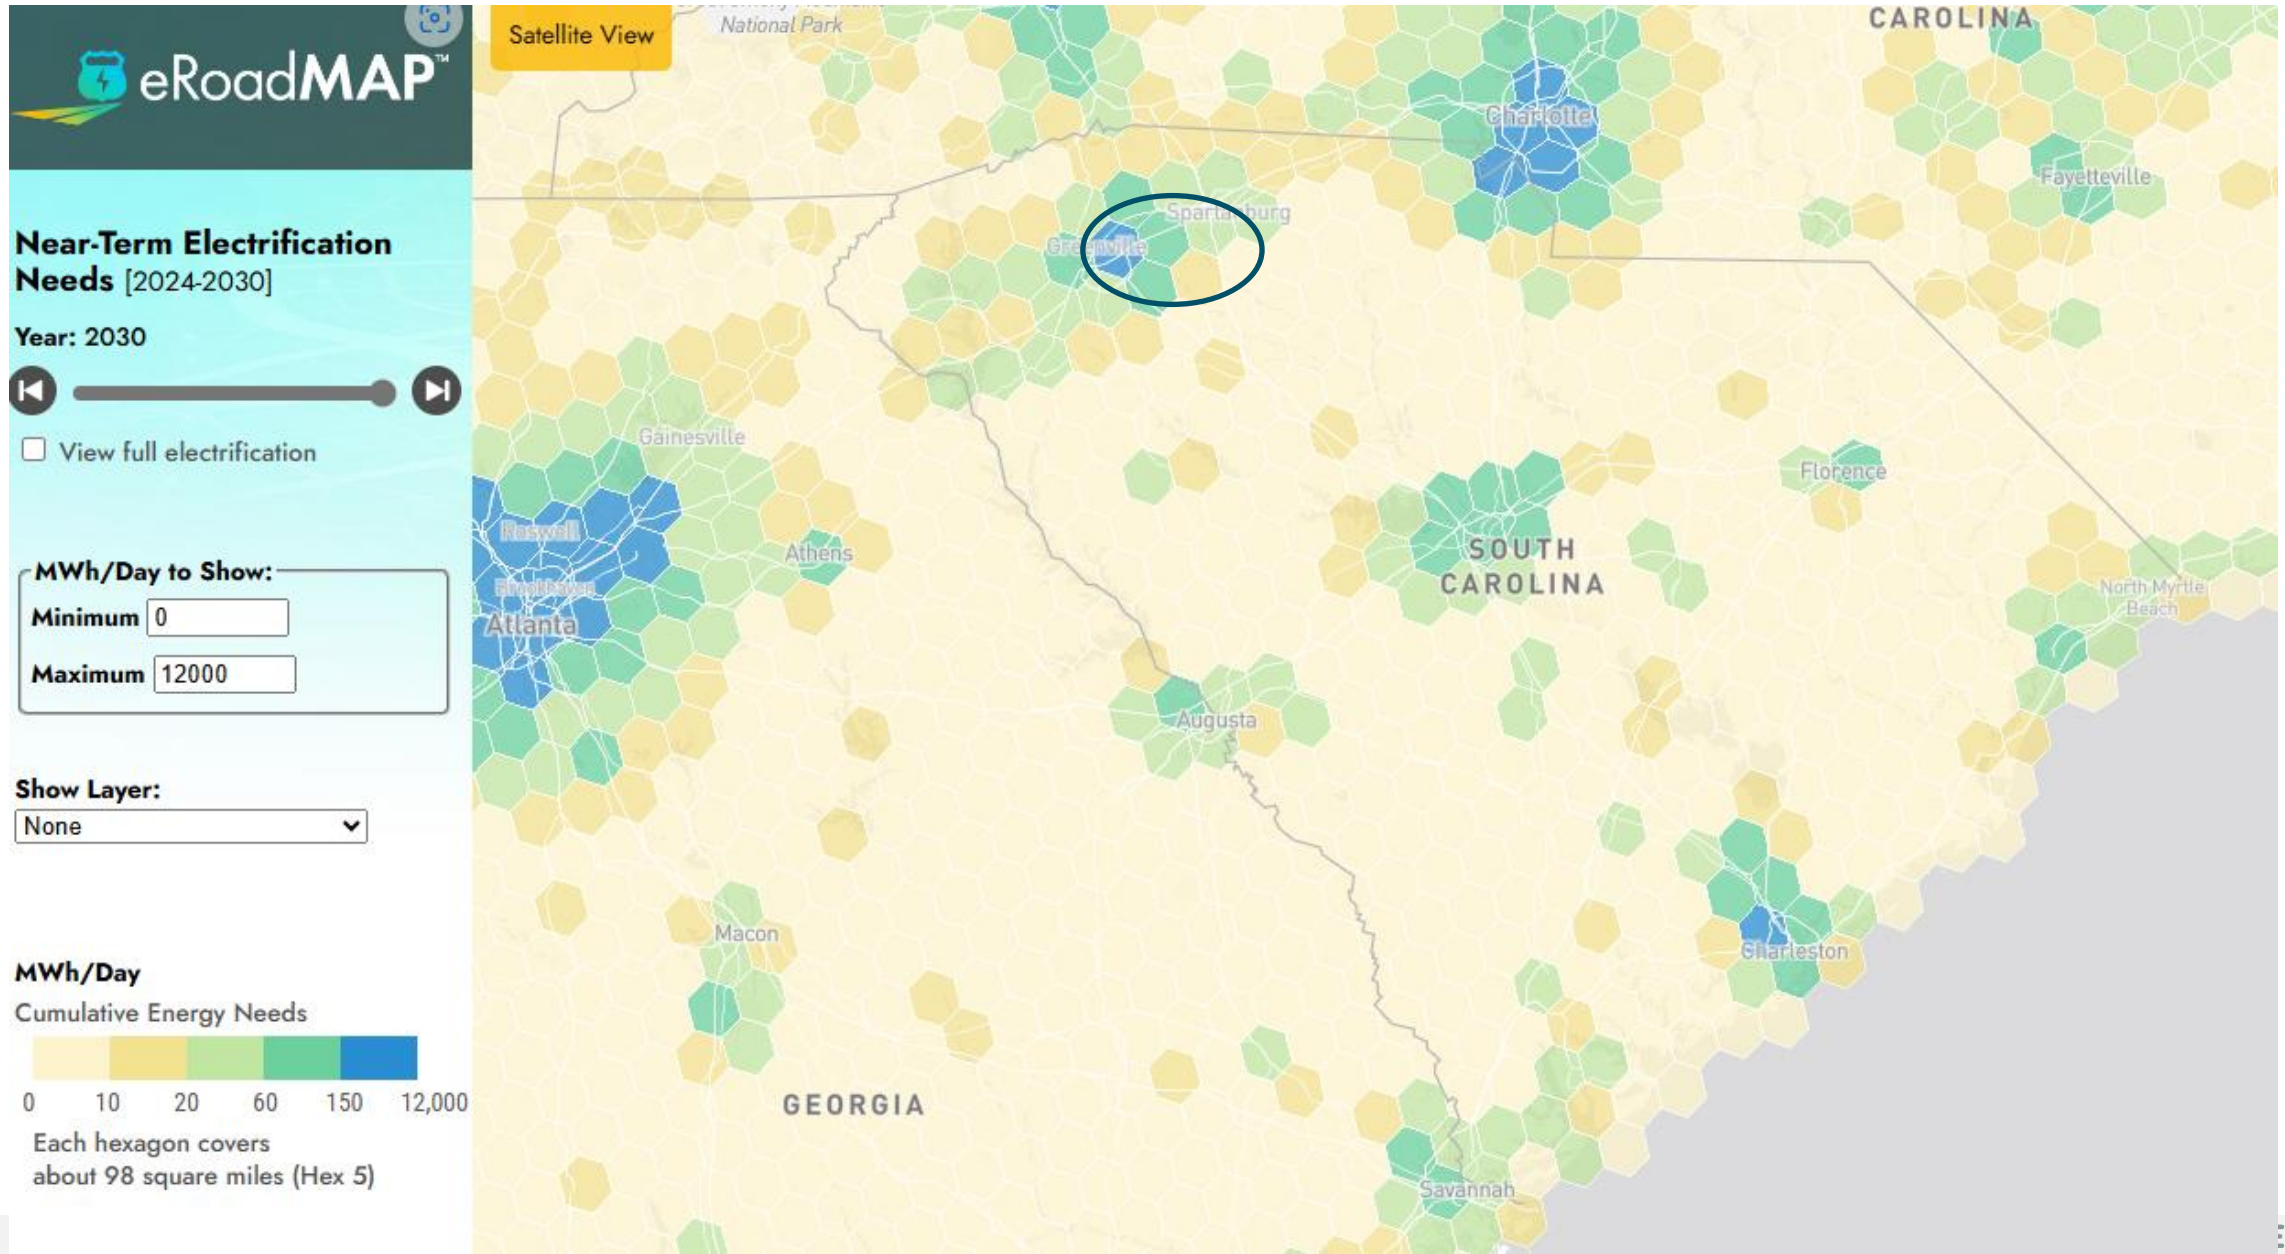 eRoadMAP™
Near-Term Electrification
Needs [2024-2030]
Year: 2030
View full electrification
MWh/Day to Show:
Minimum 0
Maximum 12000
Show Layer:
None
MWh/Day
Cumulative Energy Needs
0 10 20 60 150 12,000
Each hexagon covers
about 98 square miles (Hex 5)
Satellite View
National Park
CAROLINA
Charlotte
Fayetteville
Spartanburg
Greenville
Gainesville
Florence
Roswell
Athens
SOUTH
CAROLINA
Brookhaven
North Myrtle
Beach
Atlanta
Augusta
Macon
Charleston
GEORGIA
Savannah